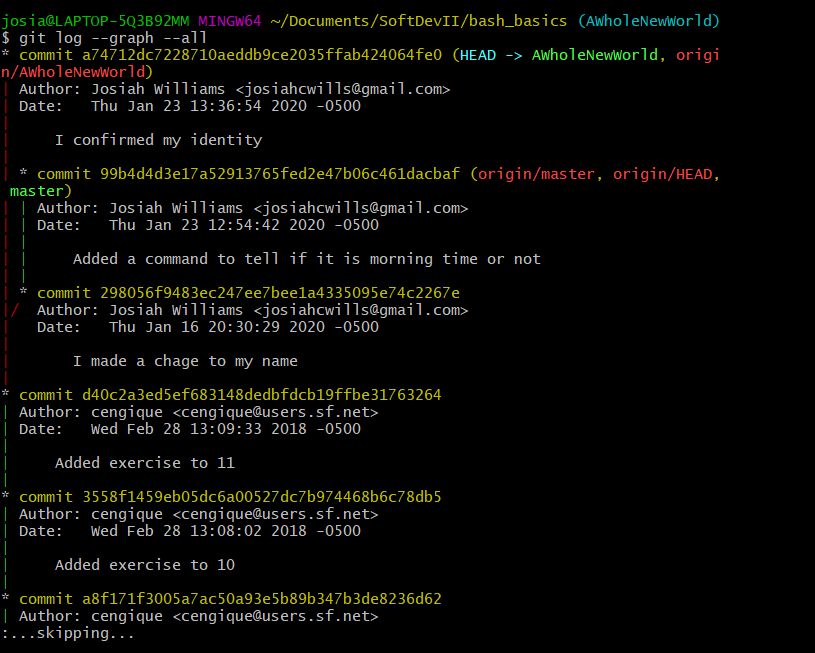 josia@LAPTOP-5Q3B92MM MINGW64 ~/Documents/SoftDevII/bash_basics (AWholeNewWorld)
$ git log --graph --all
* commit a74712dc7228710aeddb9ce2035ffab424064fe0 (HEAD -> AWholeNewWorld, origi
n/AWholeNewWorld)
| Author: Josiah Williams <josiahcwills@gmail.com>
| Date:   Thu Jan 23 13:36:54 2020 -0500
|
|     I confirmed my identity
|
| * commit 99b4d4d3e17a52913765fed2e47b06c461dacbaf (origin/master, origin/HEAD,
 master)
| | Author: Josiah Williams <josiahcwills@gmail.com>
| | Date:   Thu Jan 23 12:54:42 2020 -0500
| |
| |     Added a command to tell if it is morning time or not
| |
| * commit 298056f9483ec247ee7bee1a4335095e74c2267e
|/  Author: Josiah Williams <josiahcwills@gmail.com>
|   Date:   Thu Jan 16 20:30:29 2020 -0500
|
|       I made a chage to my name
|
* commit d40c2a3ed5ef683148dedbfdcb19ffbe31763264
| Author: cengique <cengique@users.sf.net>
| Date:   Wed Feb 28 13:09:33 2018 -0500
|
|     Added exercise to 11
|
* commit 3558f1459eb05dc6a00527dc7b974468b6c78db5
| Author: cengique <cengique@users.sf.net>
| Date:   Wed Feb 28 13:08:02 2018 -0500
|
|     Added exercise to 10
|
* commit a8f171f3005a7ac50a93e5b89b347b3de8236d62
| Author: cengique <cengique@users.sf.net>
:...skipping...